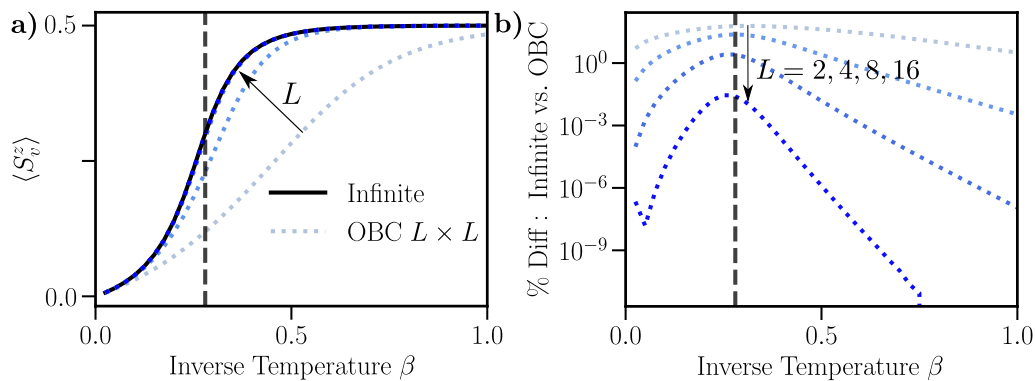 a)
⟨S_v^z⟩
0.5
0.0
L
Infinite
OBC L × L
0.0
0.5
1.0
Inverse Temperature β
b)
% Diff : Infinite vs. OBC
10^0
10^−3
10^−6
10^−9
L = 2, 4, 8, 16
0.0
0.5
1.0
Inverse Temperature β